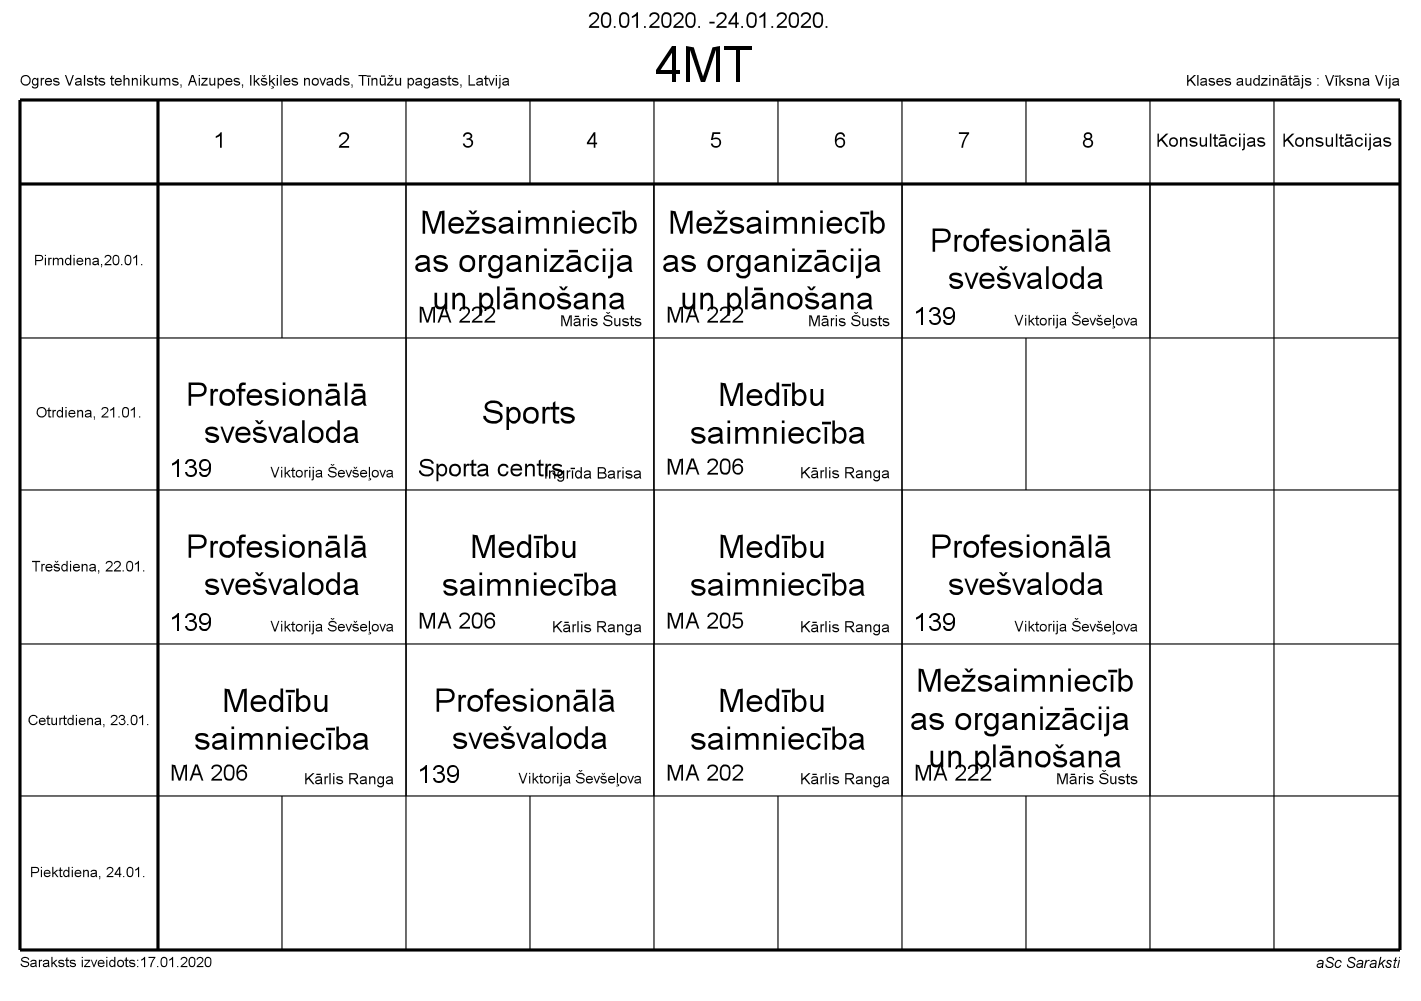 20.01.2020. -24.01.2020.
4MT
Ogres Valsts tehnikums, Aizupes, Ikšķiles novads, Tīnūžu pagasts, Latvija
Klases audzinātājs : Vīksna Vija
1 2 3 4 5 6 7 8 Konsultācijas Konsultācijas
Pirmdiena,20.01.
Mežsaimniecīb
as organizācija
un plānošana
MA 222 Māris Šusts
Mežsaimniecīb
as organizācija
un plānošana
MA 222 Māris Šusts
Profesionālā
svešvaloda
139 Viktorija Ševšeļova
Otrdiena, 21.01.
Profesionālā
svešvaloda
139 Viktorija Ševšeļova
Sports
Sporta centrs Ingrīda Barisa
Medību
saimniecība
MA 206 Kārlis Ranga
Trešdiena, 22.01.
Profesionālā
svešvaloda
139 Viktorija Ševšeļova
Medību
saimniecība
MA 206 Kārlis Ranga
Medību
saimniecība
MA 205 Kārlis Ranga
Profesionālā
svešvaloda
139 Viktorija Ševšeļova
Ceturtdiena, 23.01.
Medību
saimniecība
MA 206 Kārlis Ranga
Profesionālā
svešvaloda
139 Viktorija Ševšeļova
Medību
saimniecība
MA 202 Kārlis Ranga
Mežsaimniecīb
as organizācija
un plānošana
MA 222 Māris Šusts
Piektdiena, 24.01.
Saraksts izveidots:17.01.2020
aSc Saraksti